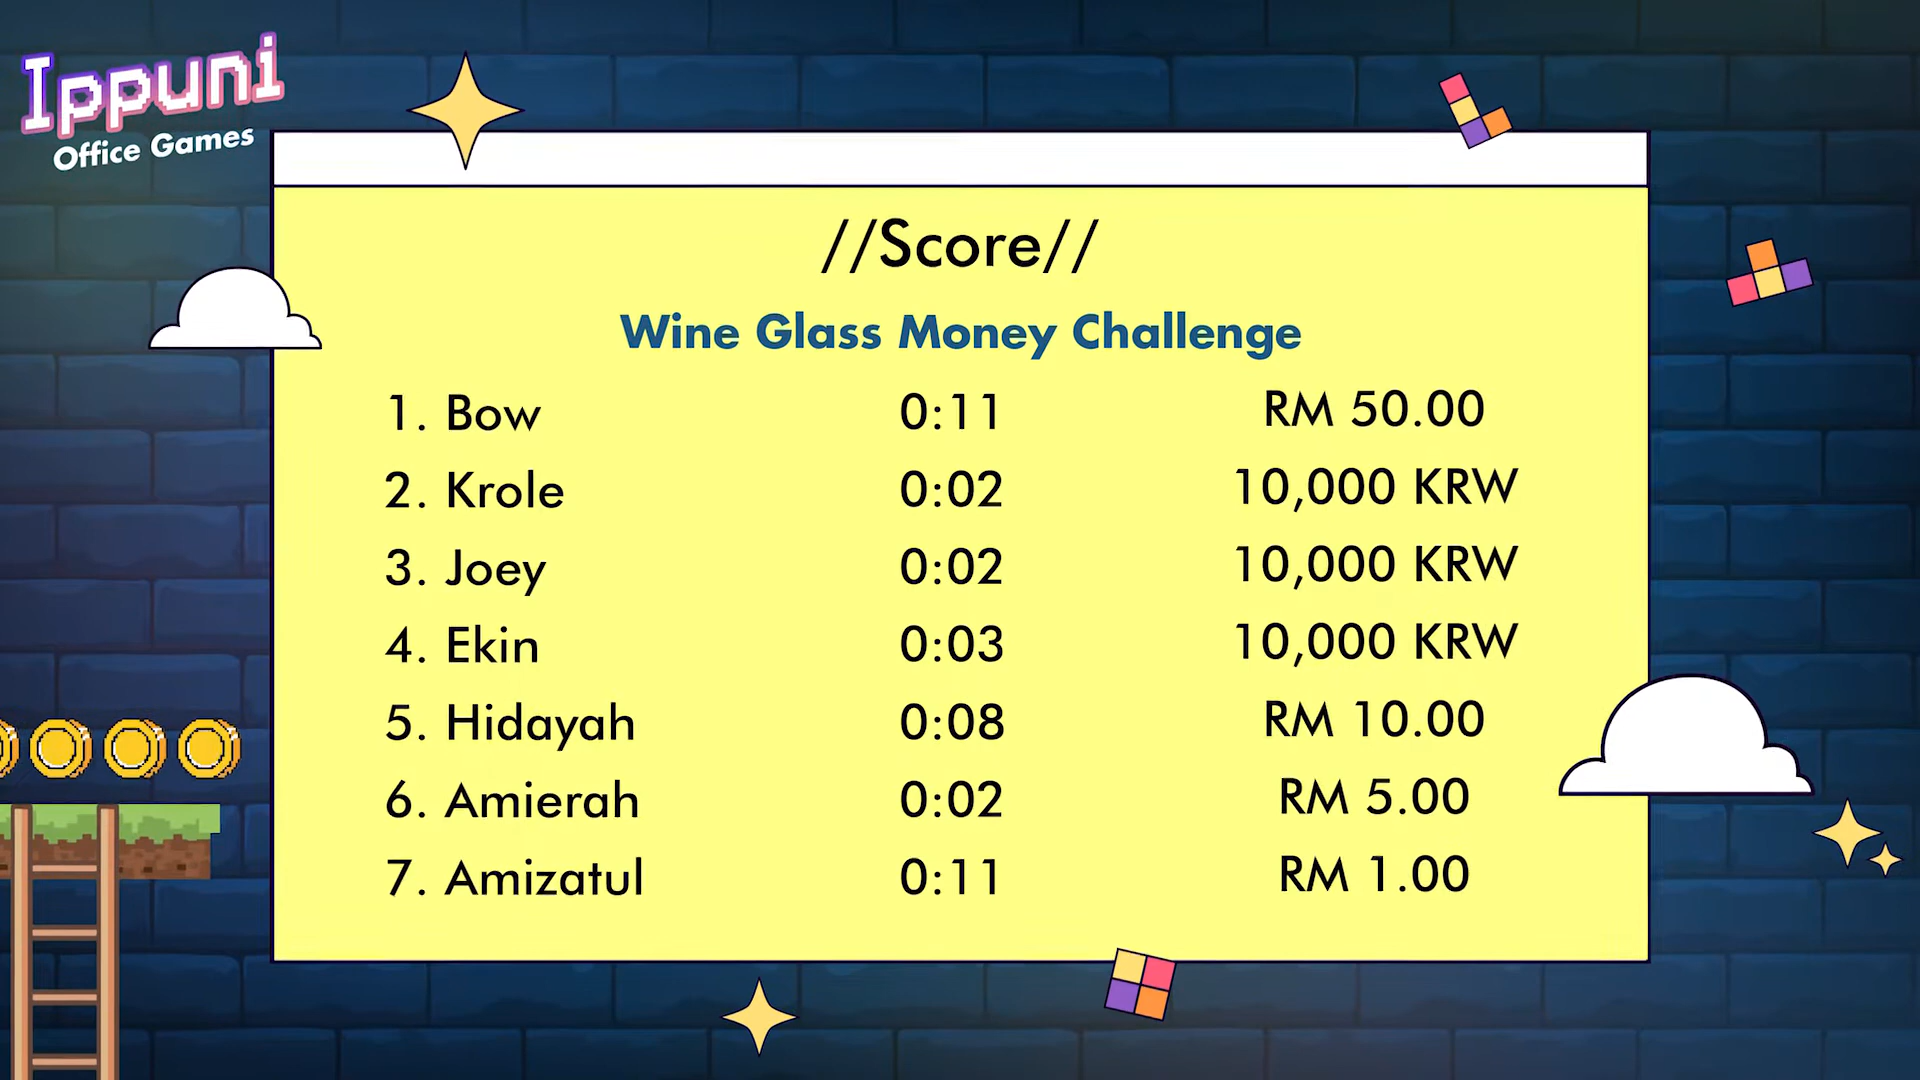 Ippuni
Office Games
//Score//
Wine Glass Money Challenge
1. Bow 0:11 RM 50.00
2. Krole 0:02 10,000 KRW
3. Joey 0:02 10,000 KRW
4. Ekin 0:03 10,000 KRW
5. Hidayah 0:08 RM 10.00
6. Amierah 0:02 RM 5.00
7. Amizatul 0:11 RM 1.00